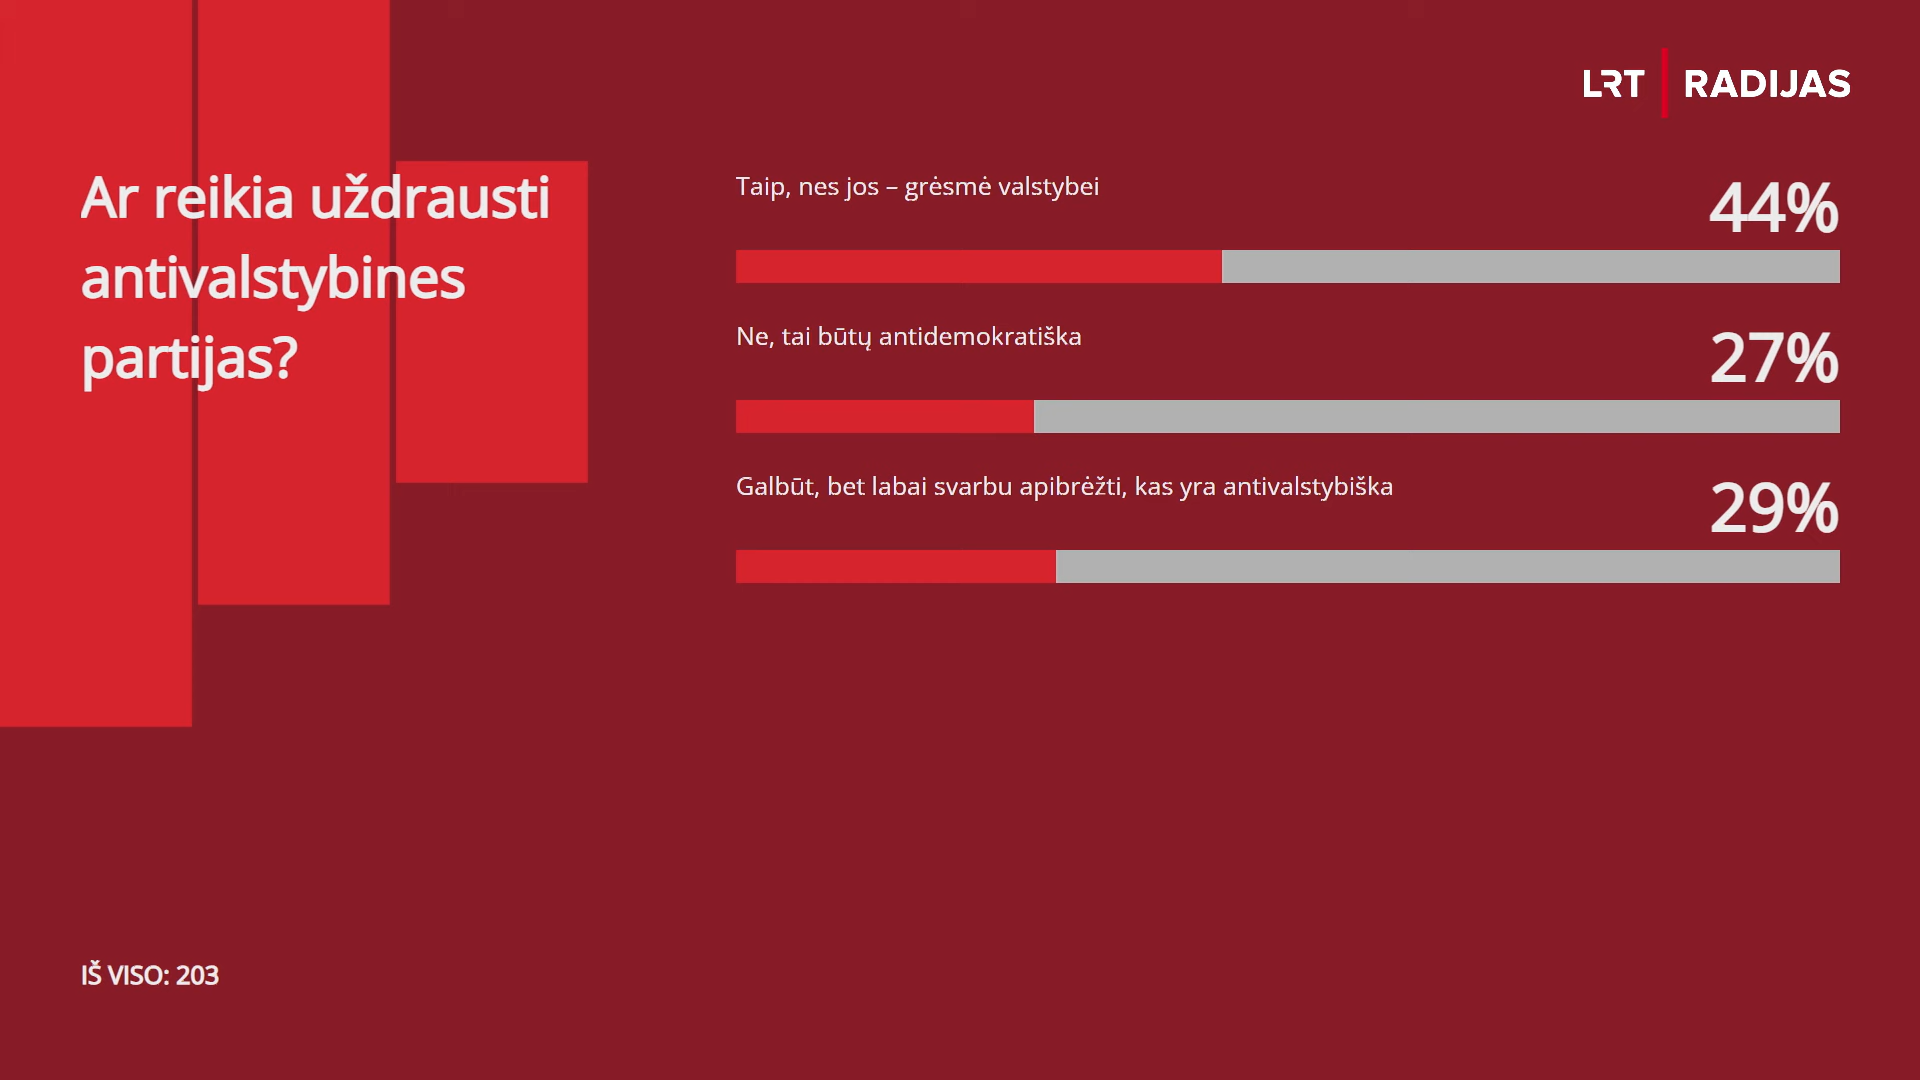 LRT | RADIJAS
Ar reikia uždrausti
antivalstybines
partijas?
Taip, nes jos – grėsmė valstybei
44%
Ne, tai būtų antidemokratiška
27%
Galbūt, bet labai svarbu apibrėžti, kas yra antivalstybiška
29%
IŠ VISO: 203